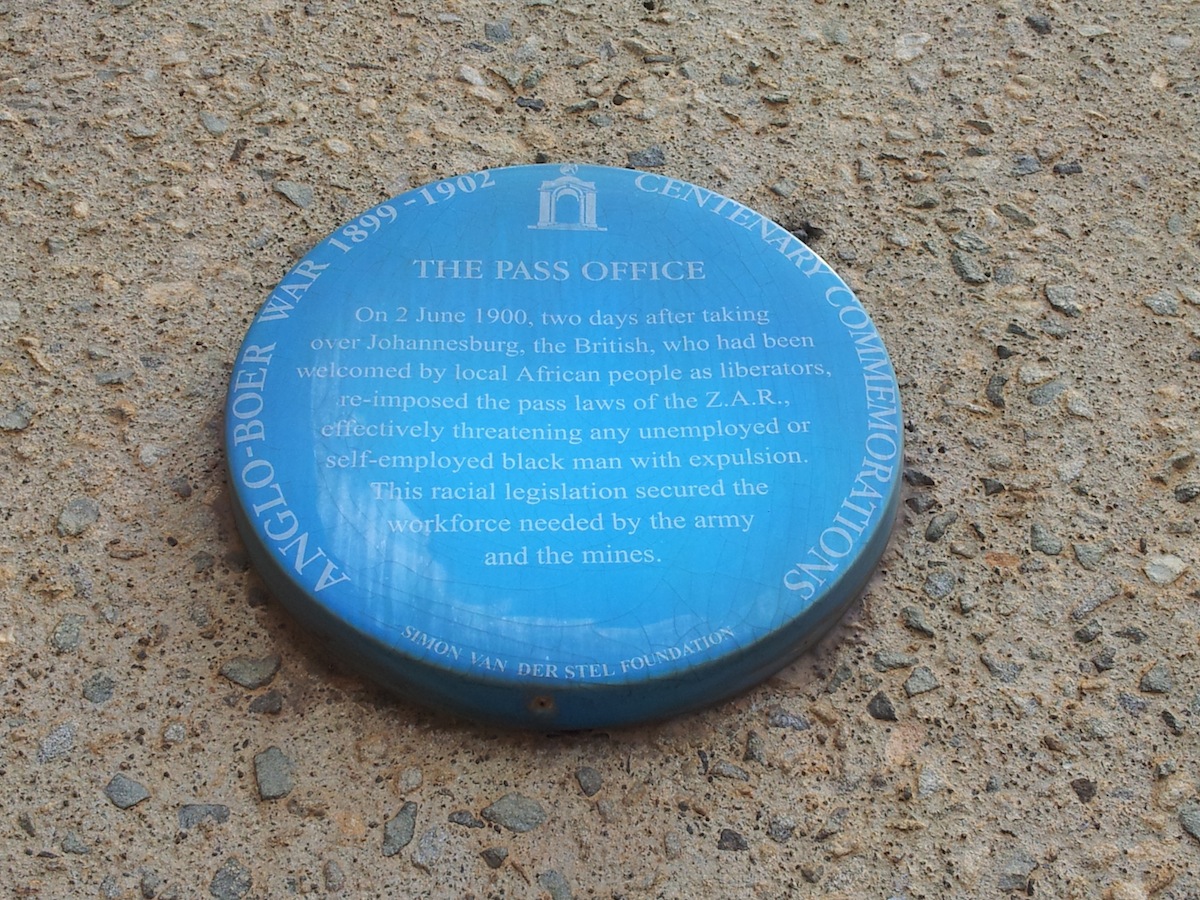 ANGLO-BOER WAR 1899-1902
CENTENARY COMMEMORATIONS
THE PASS OFFICE
On 2 June 1900, two days after taking
over Johannesburg, the British, who had been
welcomed by local African people as liberators,
re-imposed the pass laws of the Z.A.R.,
effectively threatening any unemployed or
self-employed black man with expulsion.
This racial legislation secured the
workforce needed by the army
and the mines.
SIMON VAN DER STEL FOUNDATION